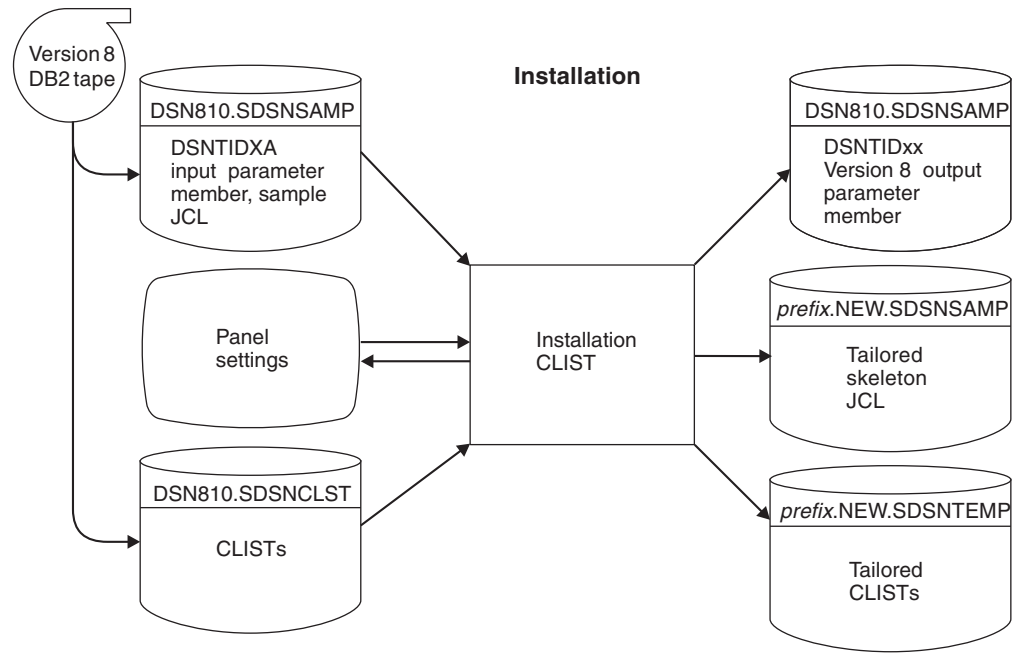 Version 8
DB2 tape
Installation
DSN810.SDSNSAMP
DSNTIDXA
input parameter
member, sample
JCL
DSN810.SDSNSAMP
DSNTIDxx
Version 8 output
parameter
member
Panel
settings
Installation
CLIST
prefix.NEW.SDSNSAMP
Tailored
skeleton
JCL
DSN810.SDSNCLST
CLISTs
prefix.NEW.SDSNTEMP
Tailored
CLISTs